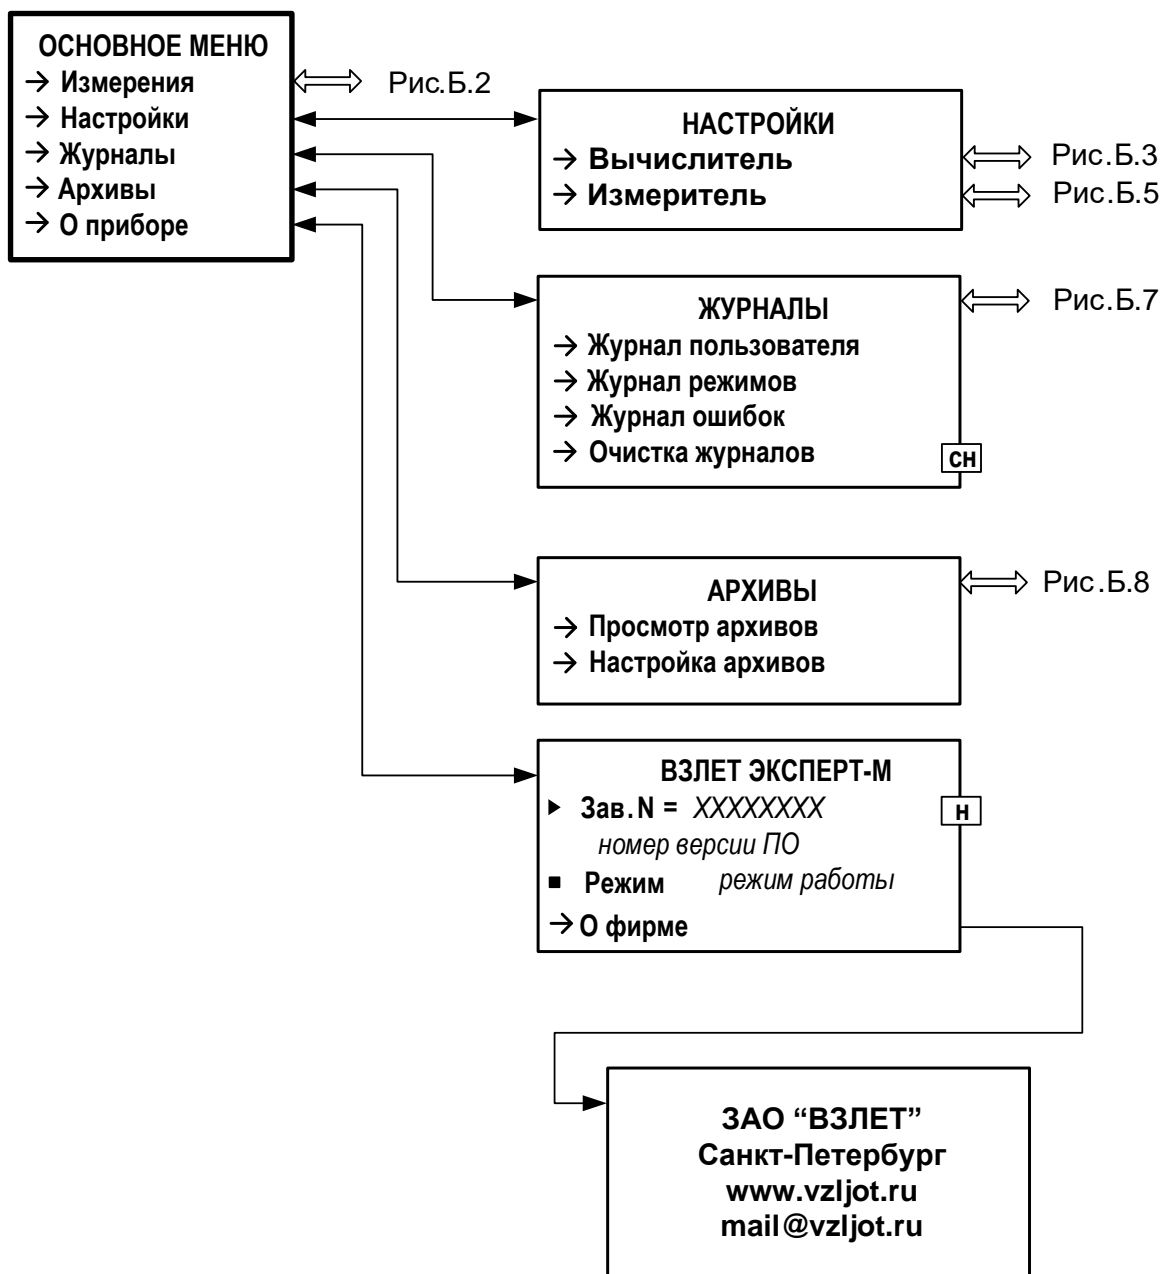 ОСНОВНОЕ МЕНЮ
→ Измерения
→ Настройки
→ Журналы
→ Архивы
→ О приборе
Рис.Б.2
НАСТРОЙКИ
→ Вычислитель
→ Измеритель
Рис.Б.3
Рис.Б.5
ЖУРНАЛЫ
→ Журнал пользователя
→ Журнал режимов
→ Журнал ошибок
→ Очистка журналов
СН
Рис.Б.7
АРХИВЫ
→ Просмотр архивов
→ Настройка архивов
Рис.Б.8
ВЗЛЕТ ЭКСПЕРТ-М
▶ Зав.N = XXXXXXXX
Н
номер версии ПО
■ Режим режим работы
→ О фирме
ЗАО “ВЗЛЕТ”
Санкт-Петербург
www.vzljot.ru
mail@vzljot.ru